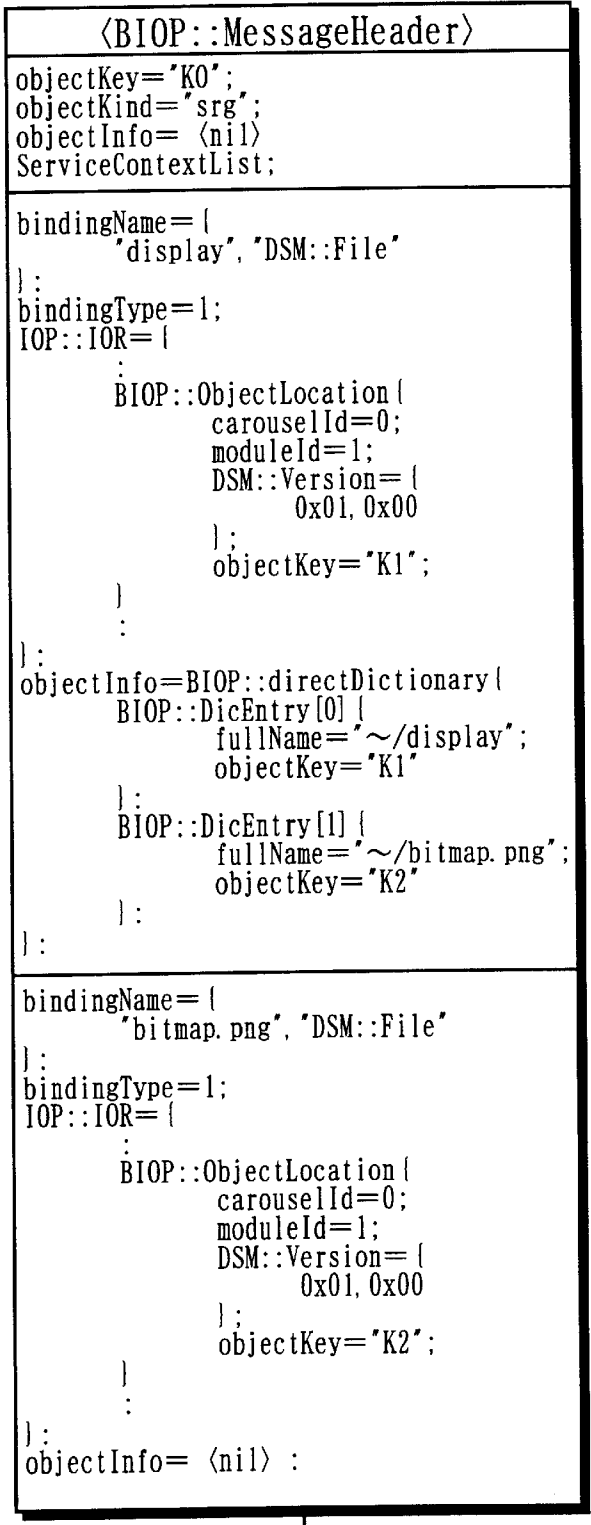 〈BIOP::MessageHeader〉
objectKey="K0";
objectKind="srg";
objectInfo= 〈nil〉
ServiceContextList;
bindingName={
"display", "DSM::File"
}:
bindingType=1;
IOP::IOR={
:
BIOP::ObjectLocation{
carouselId=0;
moduleId=1;
DSM::Version={
0x01, 0x00
};
objectKey="K1";
}
:
}:
objectInfo=BIOP::directDictionary{
BIOP::DicEntry[0] {
fullName="~/display";
objectKey="K1"
}:
BIOP::DicEntry[1] {
fullName="~/bitmap.png";
objectKey="K2"
}:
}:
bindingName={
"bitmap.png", "DSM::File"
}:
bindingType=1;
IOP::IOR={
:
BIOP::ObjectLocation{
carouselId=0;
moduleId=1;
DSM::Version={
0x01, 0x00
};
objectKey="K2";
}
:
}:
objectInfo= 〈nil〉 :